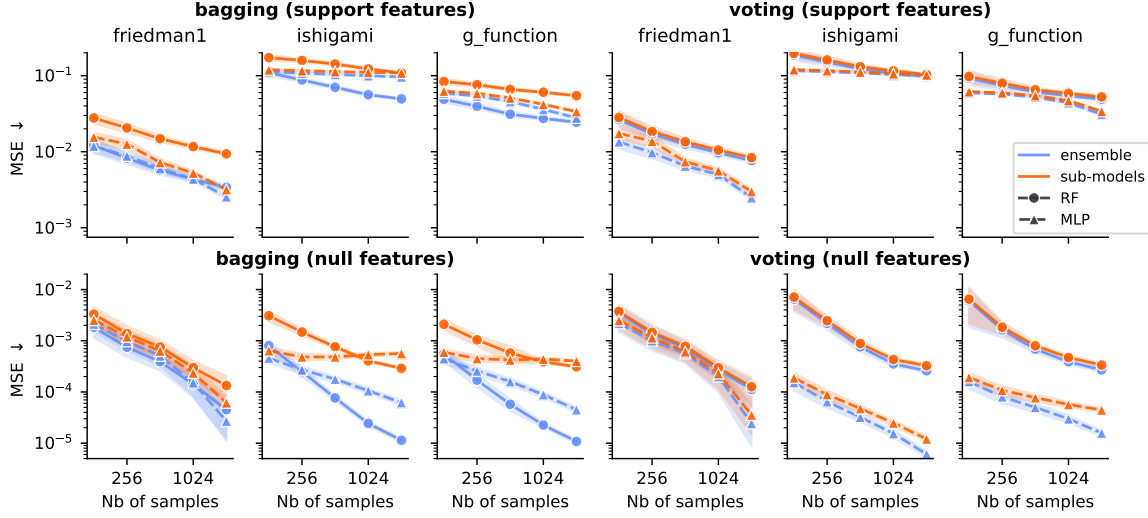 bagging (support features)
voting (support features)
friedman1
ishigami
g_function
friedman1
ishigami
g_function
MSE ↓
10⁻¹
10⁻²
10⁻³
ensemble
sub-models
RF
MLP
bagging (null features)
voting (null features)
MSE ↓
10⁻²
10⁻³
10⁻⁴
10⁻⁵
256 1024
256 1024
256 1024
256 1024
256 1024
256 1024
Nb of samples
Nb of samples
Nb of samples
Nb of samples
Nb of samples
Nb of samples